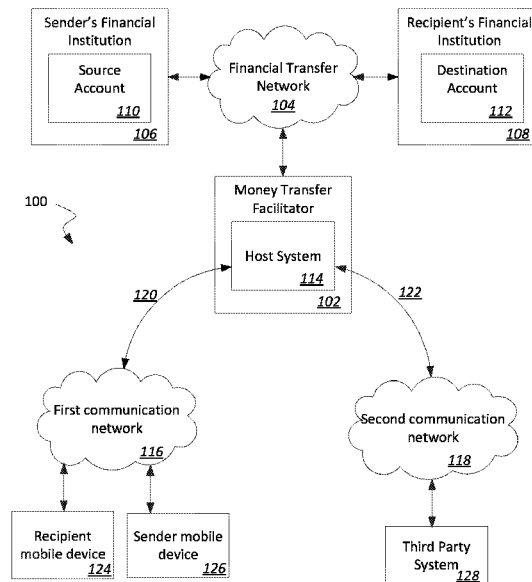 Sender's Financial
Institution
Source
Account
110
106
Financial Transfer
Network
104
Recipient's Financial
Institution
Destination
Account
112
108
100
Money Transfer
Facilitator
Host System
114
102
120
122
First communication
network
116
Second communication
network
118
Recipient
mobile device
124
Sender mobile
device
126
Third Party
System
128